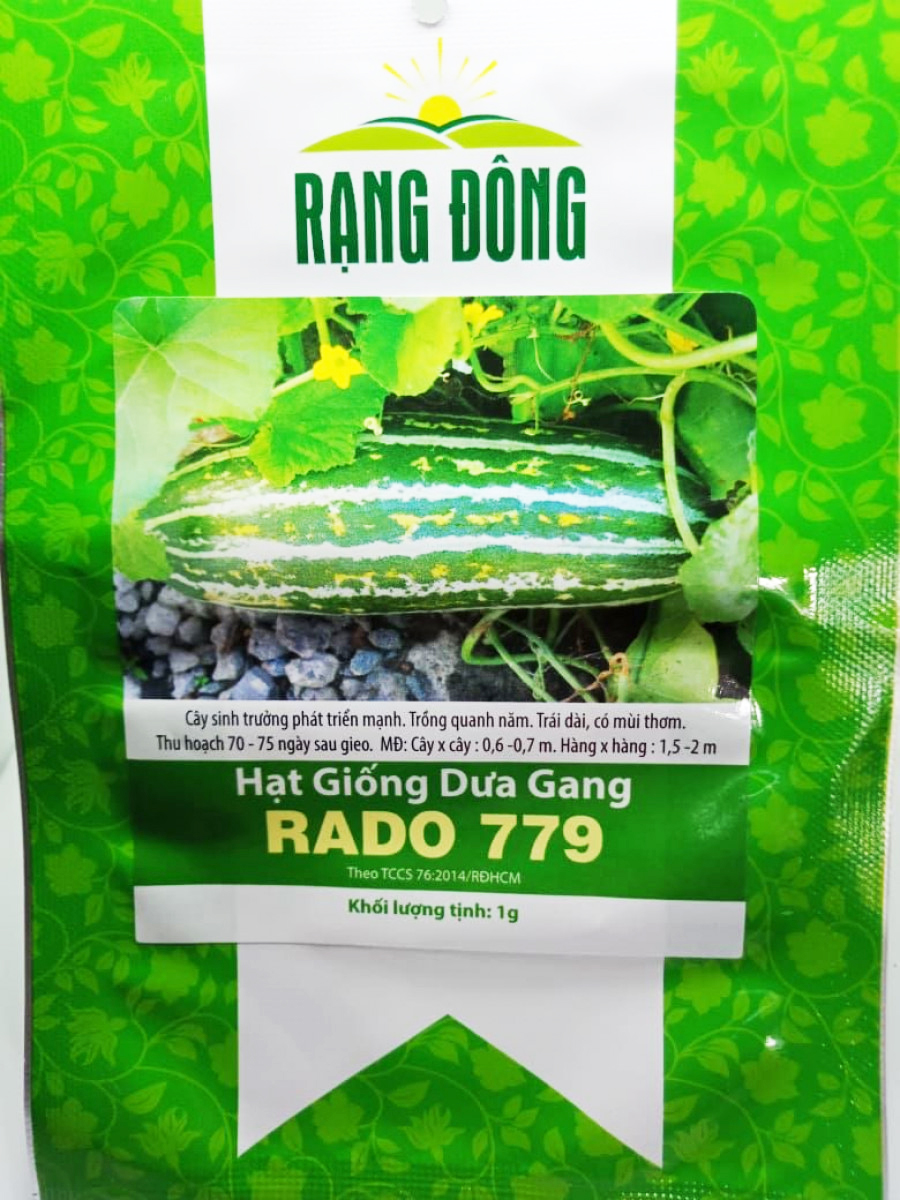 RẠNG ĐÔNG
Cây sinh trưởng phát triển mạnh. Trồng quanh năm. Trái dài, có mùi thơm.
Thu hoạch 70 - 75 ngày sau gieo. MĐ: Cây x cây : 0,6 -0,7 m. Hàng x hàng : 1,5 -2 m
Hạt Giống Dưa Gang
RADO 779
Theo TCCS 76:2014/RĐHCM
Khối lượng tịnh: 1g